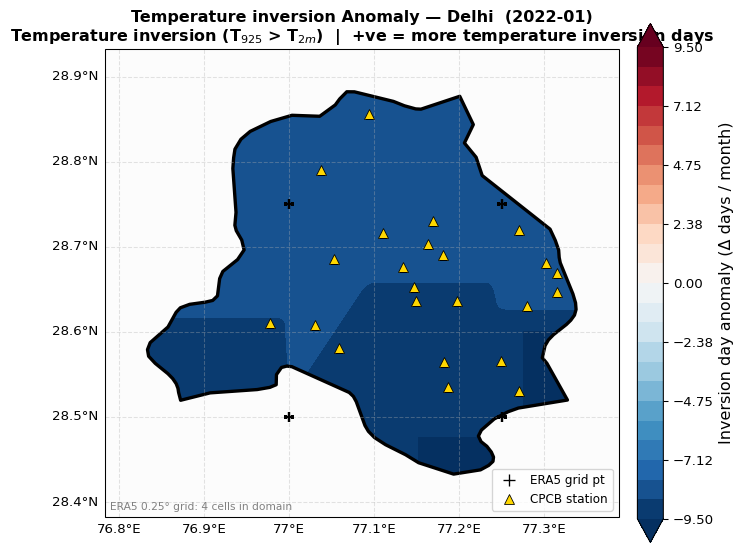 Temperature inversion Anomaly — Delhi  (2022-01)
Temperature inversion (T925 > T2m)  |  +ve = more temperature inversion days
28.9°N
28.8°N
28.7°N
28.6°N
28.5°N
28.4°N
76.8°E 76.9°E 77°E 77.1°E 77.2°E 77.3°E
ERA5 0.25° grid: 4 cells in domain
ERA5 grid pt
CPCB station
9.50
7.12
4.75
2.38
0.00
−2.38
−4.75
−7.12
−9.50
Inversion day anomaly (Δ days / month)